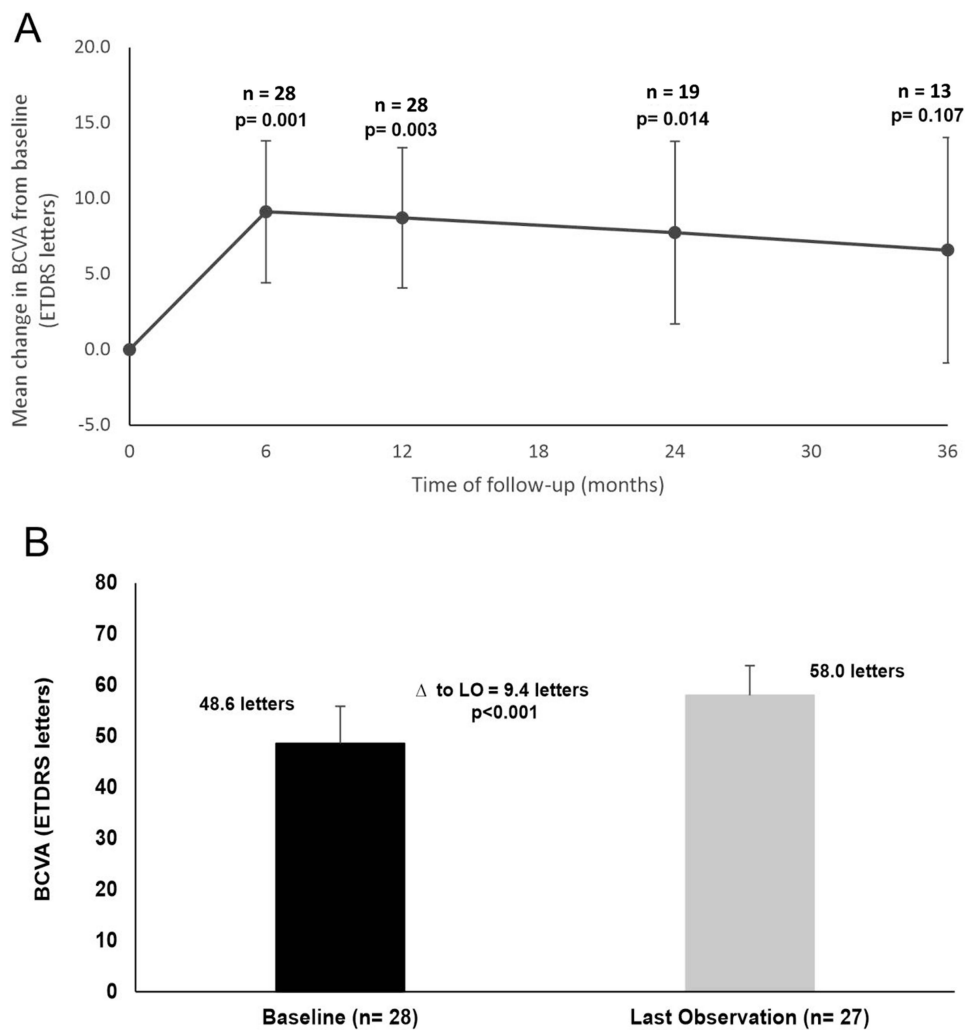 A
Mean change in BCVA from baseline
(ETDRS letters)
20.0
15.0
10.0
5.0
0.0
-5.0
n = 28
p= 0.001
n = 28
p= 0.003
n = 19
p= 0.014
n = 13
p= 0.107
0 6 12 18 24 30 36
Time of follow-up (months)
B
BCVA (ETDRS letters)
80
70
60
50
40
30
20
10
0
48.6 letters
Δ to LO = 9.4 letters
p<0.001
58.0 letters
Baseline (n= 28) Last Observation (n= 27)